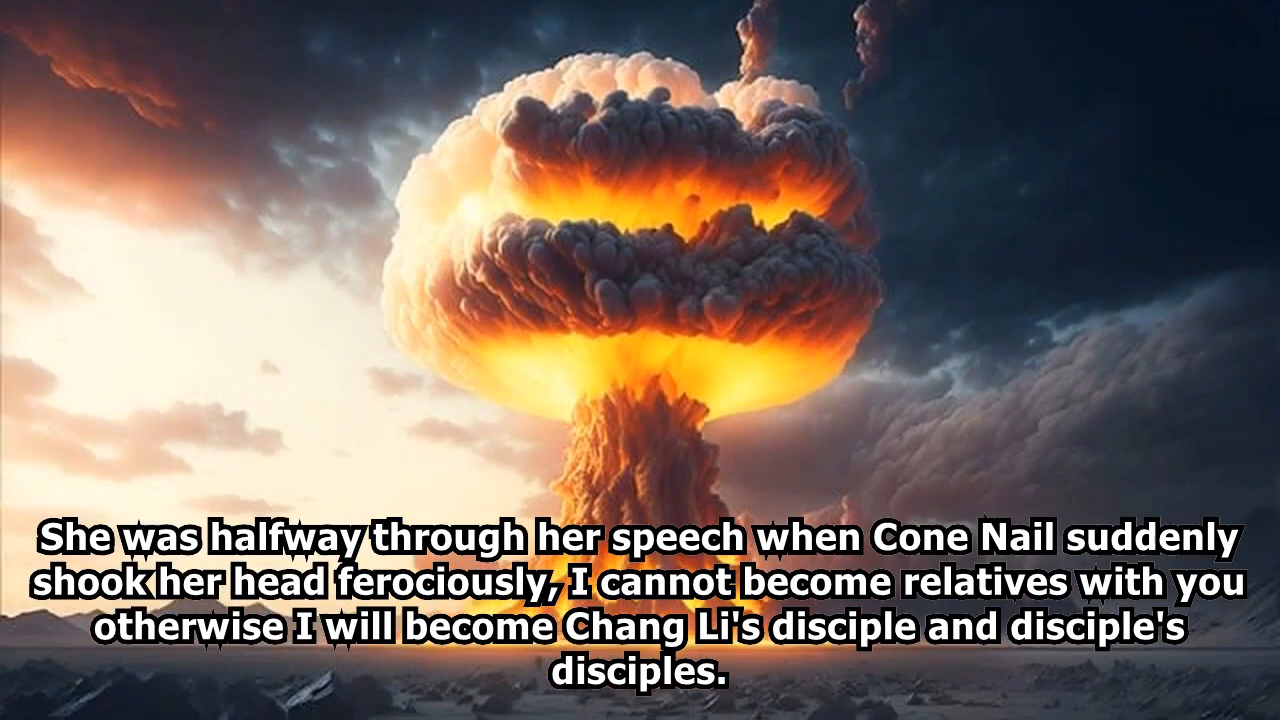 She was halfway through her speech when Cone Nail suddenly
shook her head ferociously, I cannot become relatives with you
otherwise I will become Chang Li's disciple and disciple's
disciples.